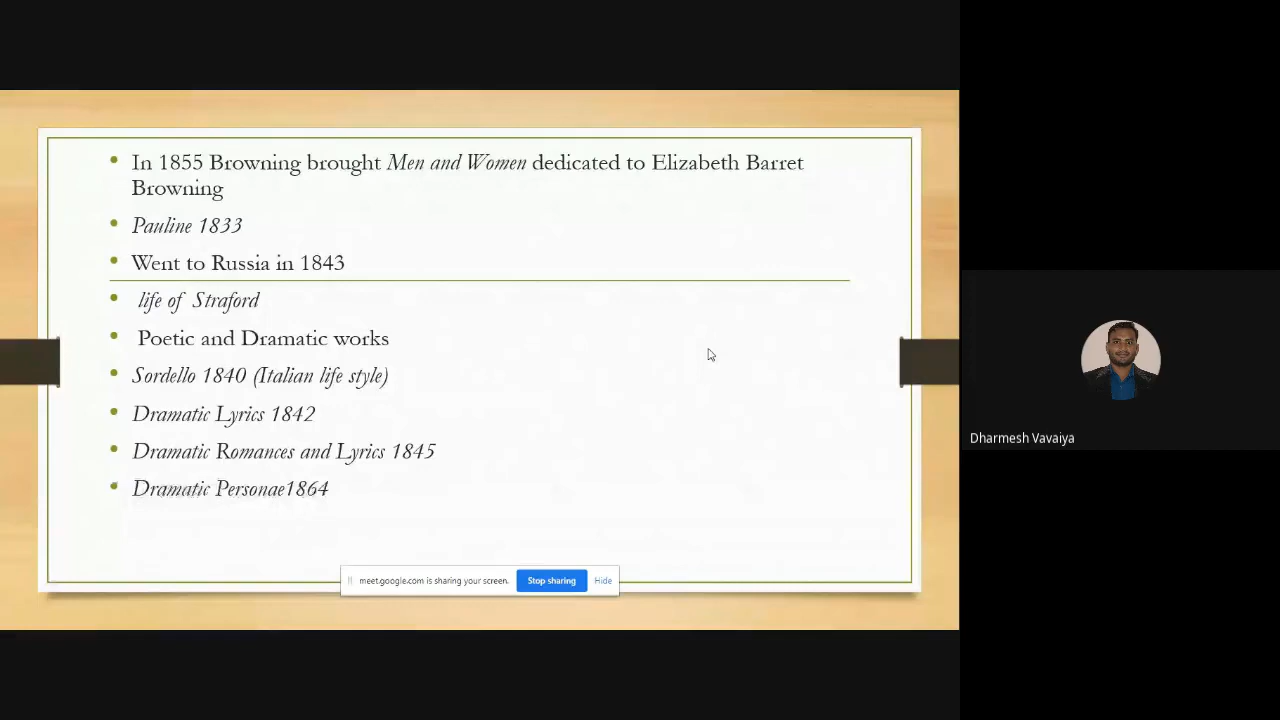 In 1855 Browning brought Men and Women dedicated to Elizabeth Barret
Browning
Pauline 1833
Went to Russia in 1843
life of Straford
Poetic and Dramatic works
Sordello 1840 (Italian life style)
Dramatic Lyrics 1842
Dramatic Romances and Lyrics 1845
Dramatic Personae1864
meet.google.com is sharing your screen. Stop sharing Hide
Dharmesh Vavaiya